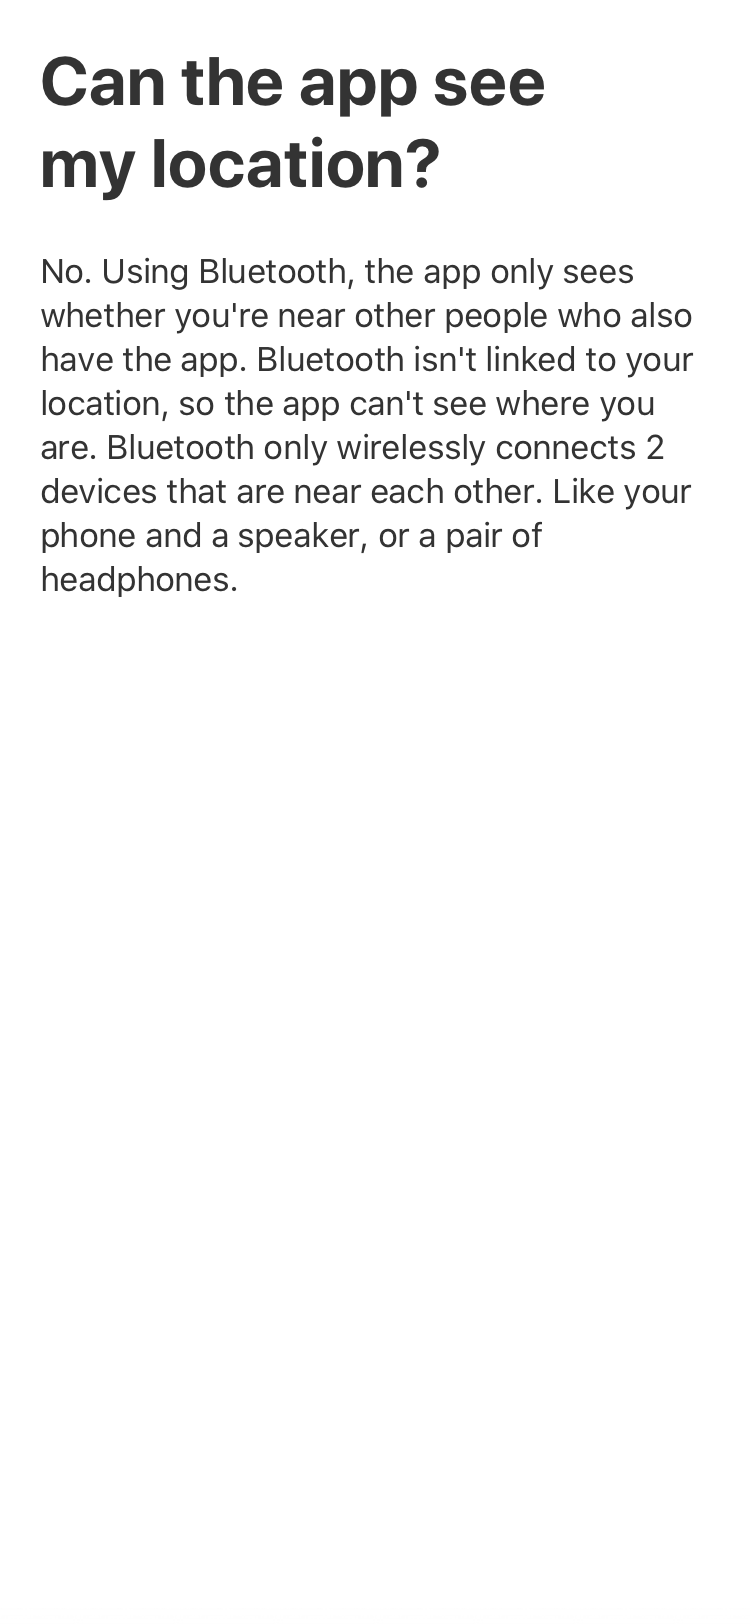 Can the app see
my location?
No. Using Bluetooth, the app only sees
whether you're near other people who also
have the app. Bluetooth isn't linked to your
location, so the app can't see where you
are. Bluetooth only wirelessly connects 2
devices that are near each other. Like your
phone and a speaker, or a pair of
headphones.